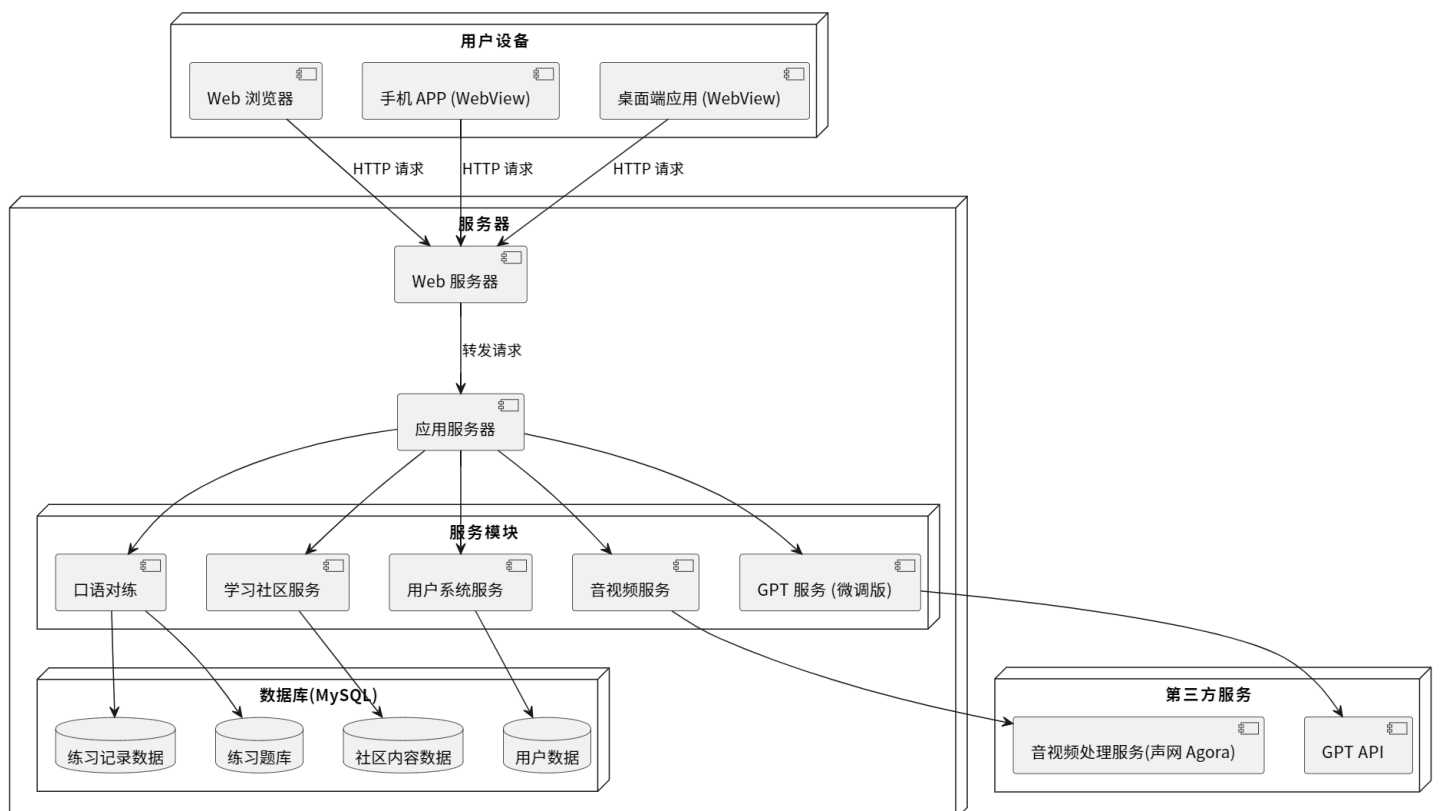 用户设备
Web 浏览器
手机 APP (WebView)
桌面端应用 (WebView)
HTTP 请求
HTTP 请求
HTTP 请求
服务器
Web 服务器
转发请求
应用服务器
服务模块
口语对练
学习社区服务
用户系统服务
音视频服务
GPT 服务 (微调版)
数据库(MySQL)
练习记录数据
练习题库
社区内容数据
用户数据
第三方服务
音视频处理服务(声网 Agora)
GPT API